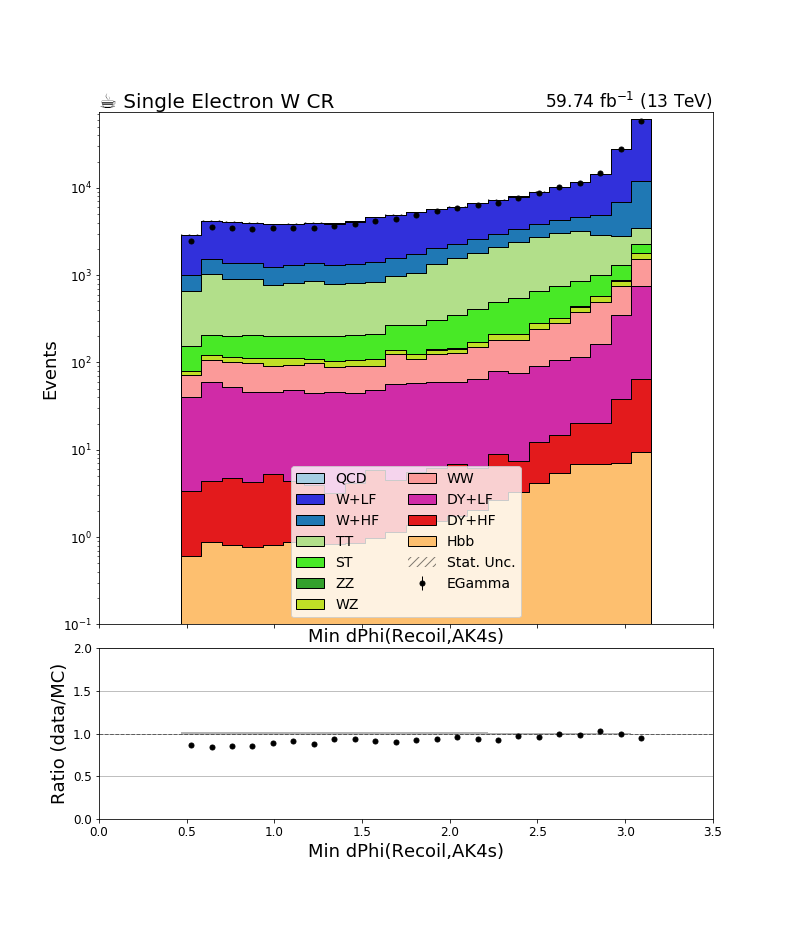 ☕ Single Electron W CR 59.74 fb⁻¹ (13 TeV)
Events
10⁴
10³
10²
10¹
10⁰
10⁻¹
QCD WW
W+LF DY+LF
W+HF DY+HF
TT Hbb
ST Stat. Unc.
ZZ EGamma
WZ
Min dPhi(Recoil,AK4s)
Ratio (data/MC)
2.0
1.5
1.0
0.5
0.0
0.0 0.5 1.0 1.5 2.0 2.5 3.0 3.5
Min dPhi(Recoil,AK4s)